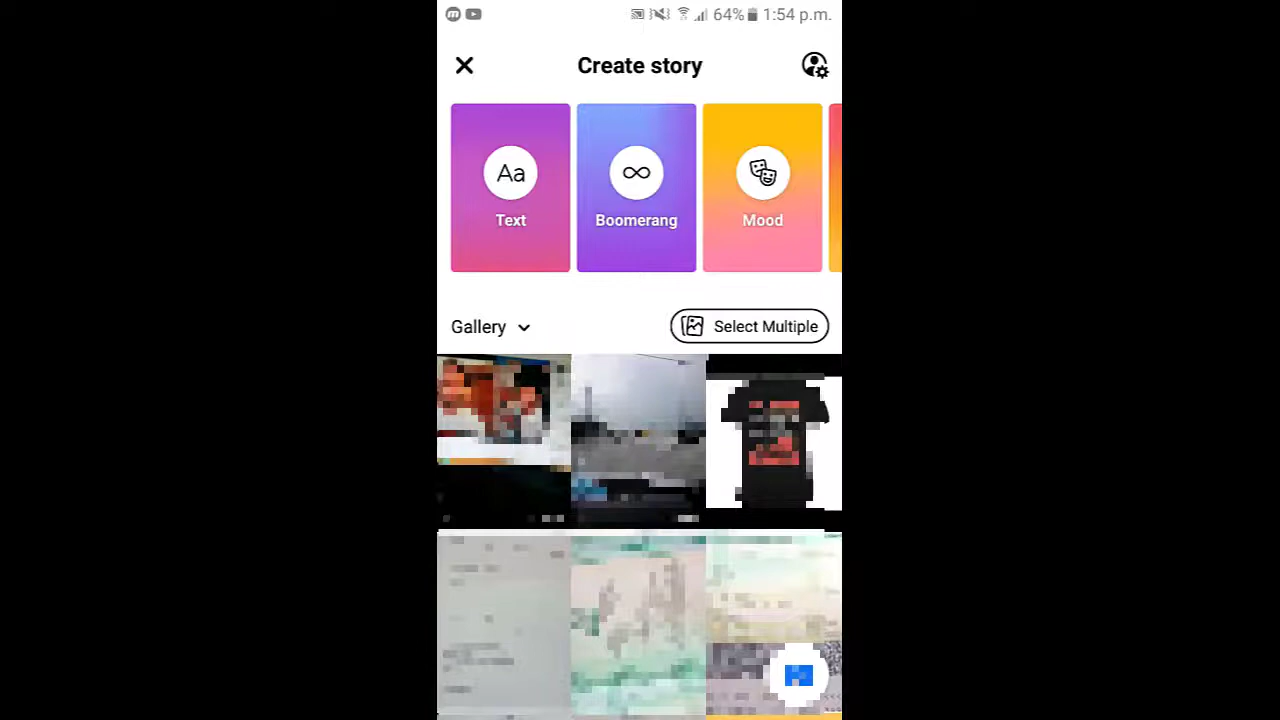 64% 1:54 p.m.
Create story
Aa
Text
Boomerang
Mood
Gallery
Select Multiple